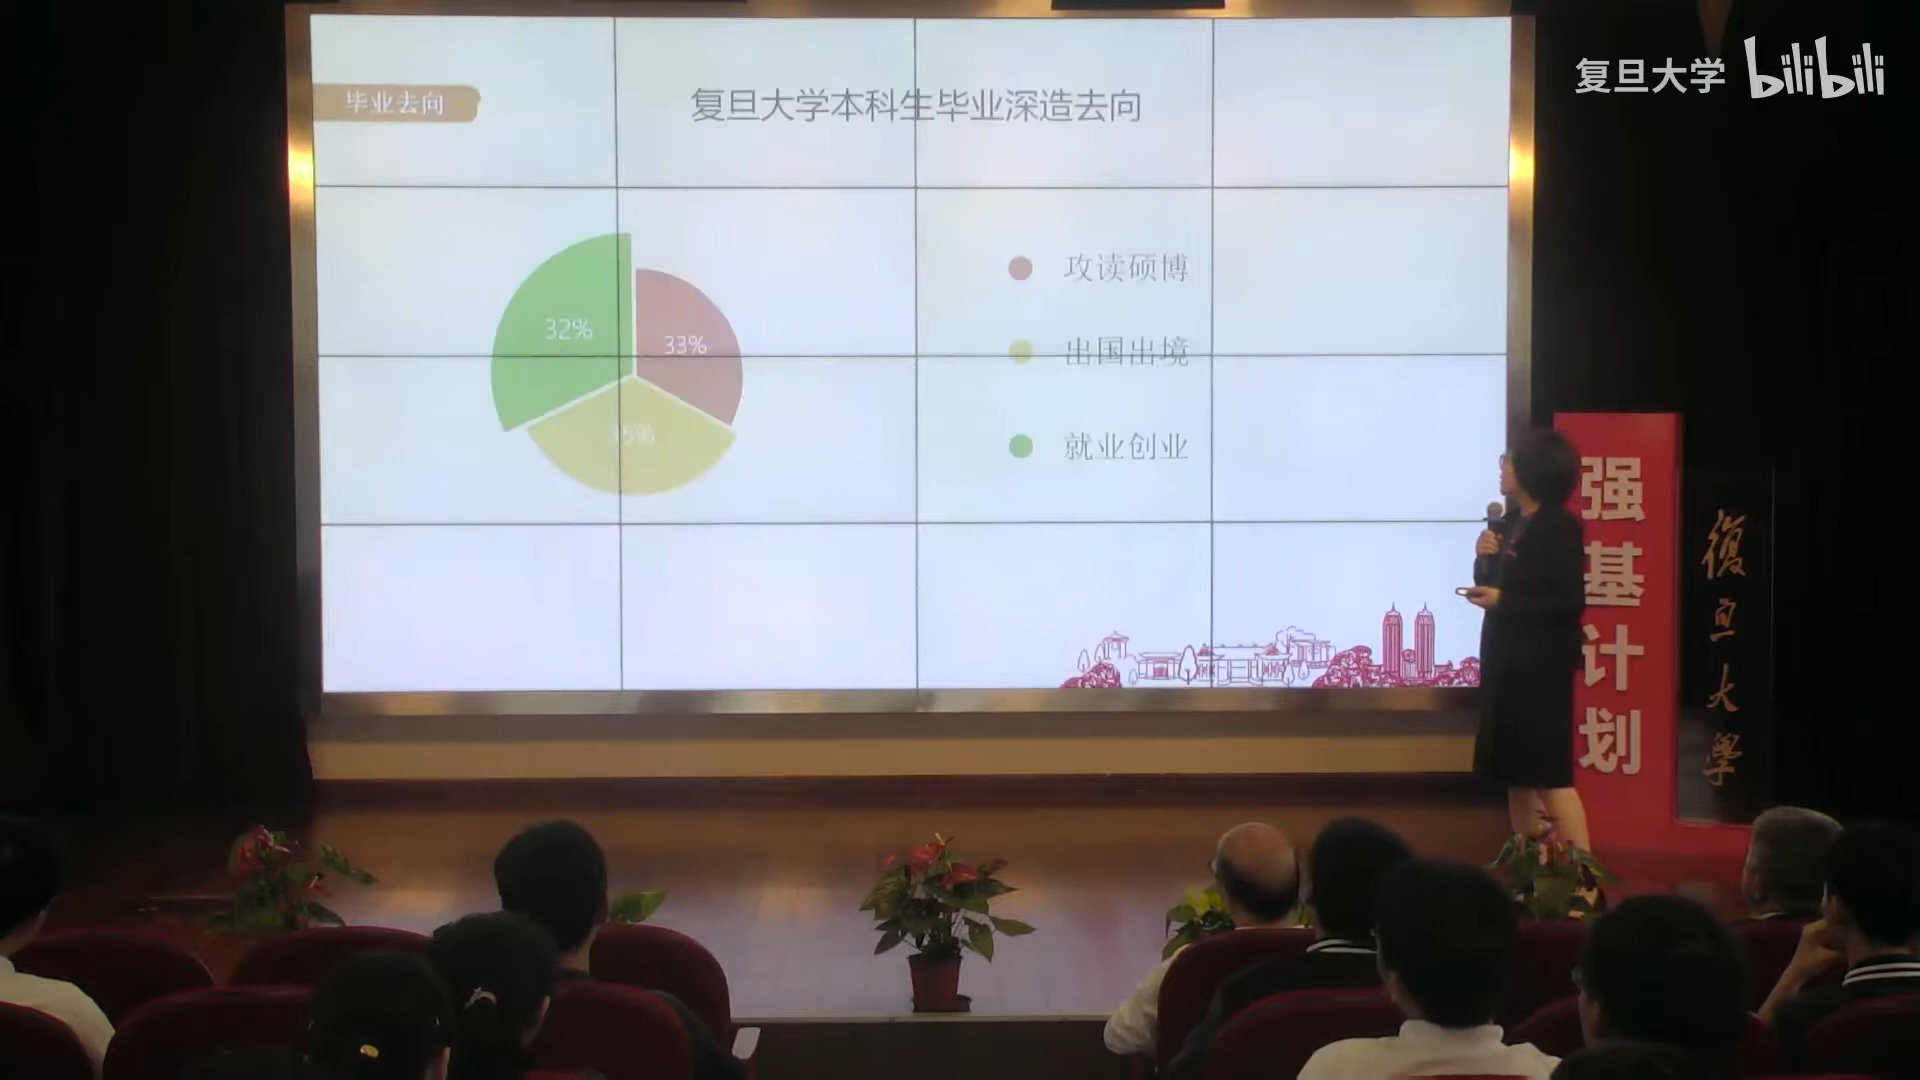 复旦大学 bilibili
毕业去向
复旦大学本科生毕业深造去向
32%
33%
35%
攻读硕博
出国出境
就业创业
强基计划
復旦大學